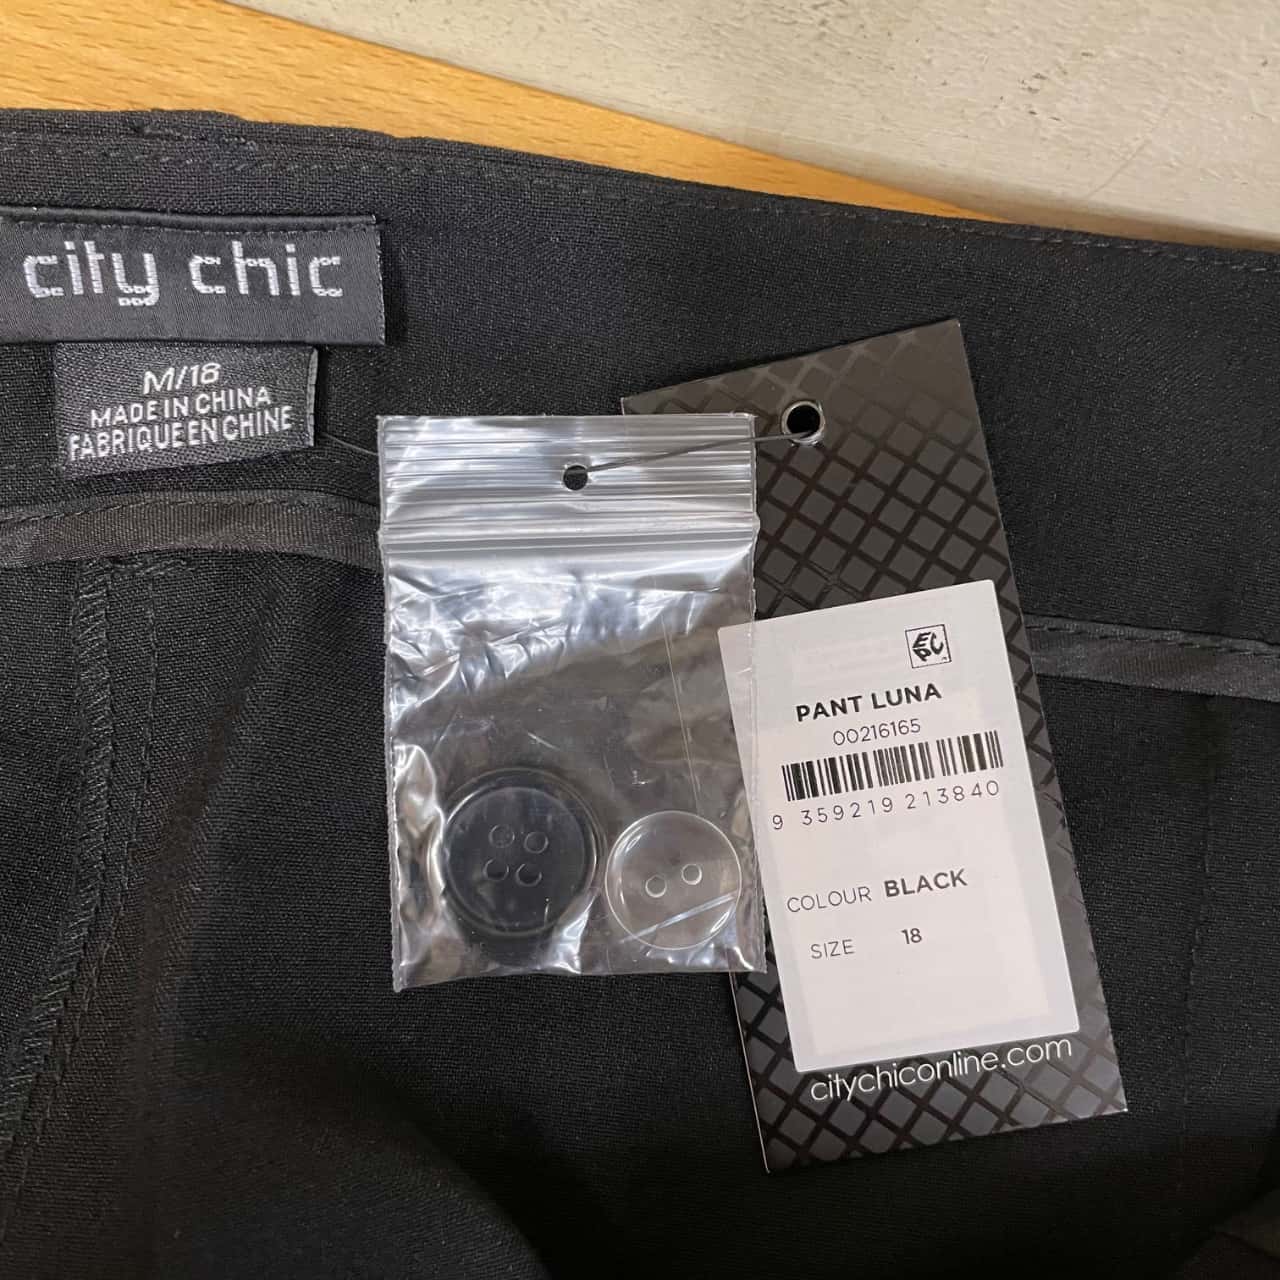 city chic
M/18
MADE IN CHINA
FABRIQUE EN CHINE
EPC
PANT LUNA
00216165
9 359219 213840
COLOUR BLACK
SIZE 18
citychiconline.com